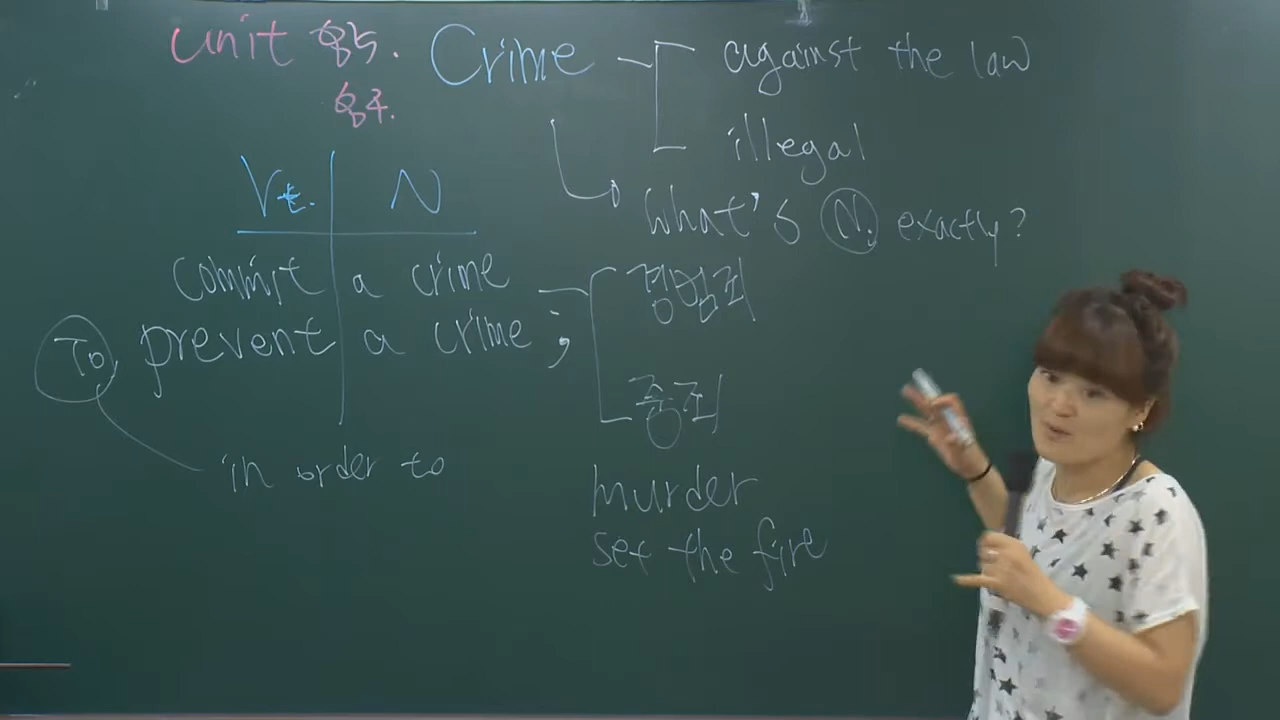 unit 85. Crime
84.
against the law
illegal
What's N. exactly?
Vt. N
commit a crime
To prevent a crime ;
in order to
경범죄
중죄
murder
set the fire